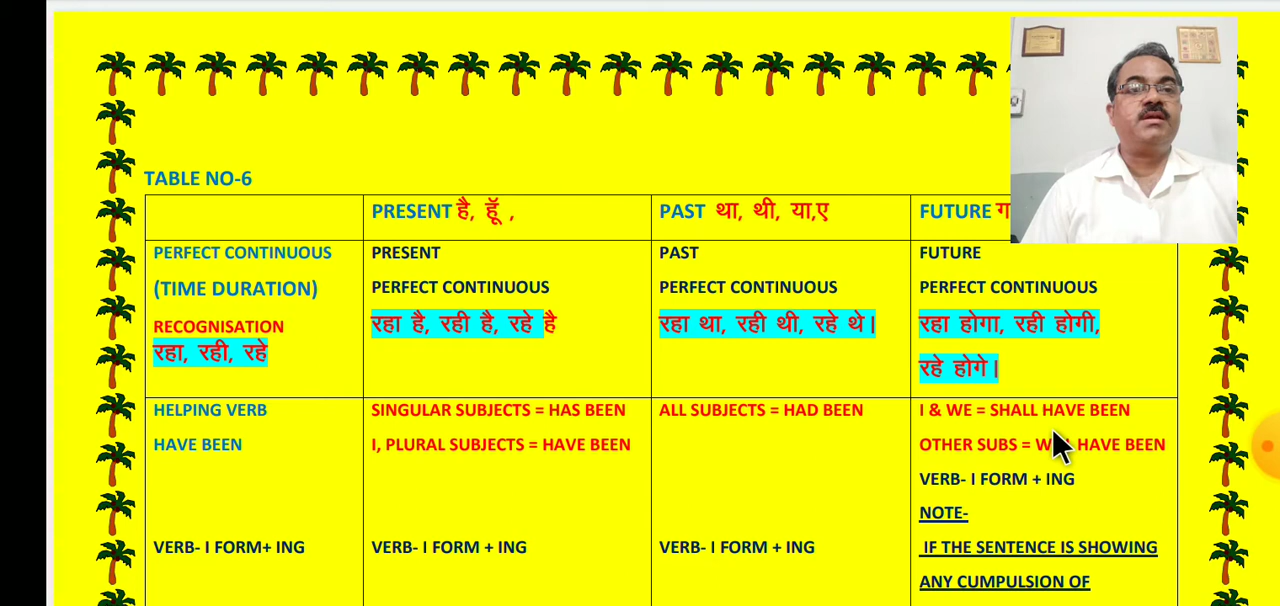 TABLE NO-6
PRESENT है, हूँ ,
PAST था, थी, या,ए
FUTURE
PERFECT CONTINUOUS
(TIME DURATION)
RECOGNISATION
रहा, रही, रहे
PRESENT
PERFECT CONTINUOUS
रहा है, रही है, रहे है
PAST
PERFECT CONTINUOUS
रहा था, रही थी, रहे थे।
FUTURE
PERFECT CONTINUOUS
रहा होगा, रही होगी,
रहे होगे।
HELPING VERB
HAVE BEEN
VERB- I FORM+ ING
SINGULAR SUBJECTS = HAS BEEN
I, PLURAL SUBJECTS = HAVE BEEN
VERB- I FORM + ING
ALL SUBJECTS = HAD BEEN
VERB- I FORM + ING
I & WE = SHALL HAVE BEEN
OTHER SUBS = HAVE BEEN
VERB- I FORM + ING
NOTE-
IF THE SENTENCE IS SHOWING
ANY CUMPULSION OF